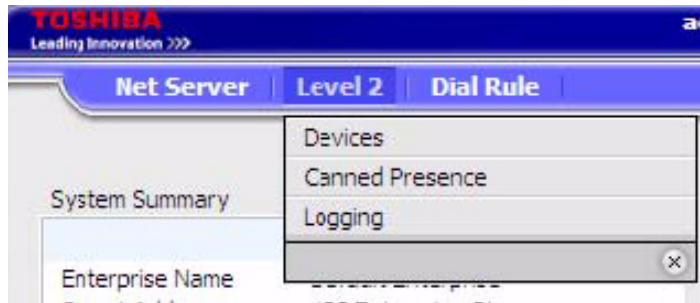 TOSHIBA
Leading Innovation >>>
Net Server Level 2 Dial Rule
Devices
Canned Presence
Logging
System Summary
Enterprise Name